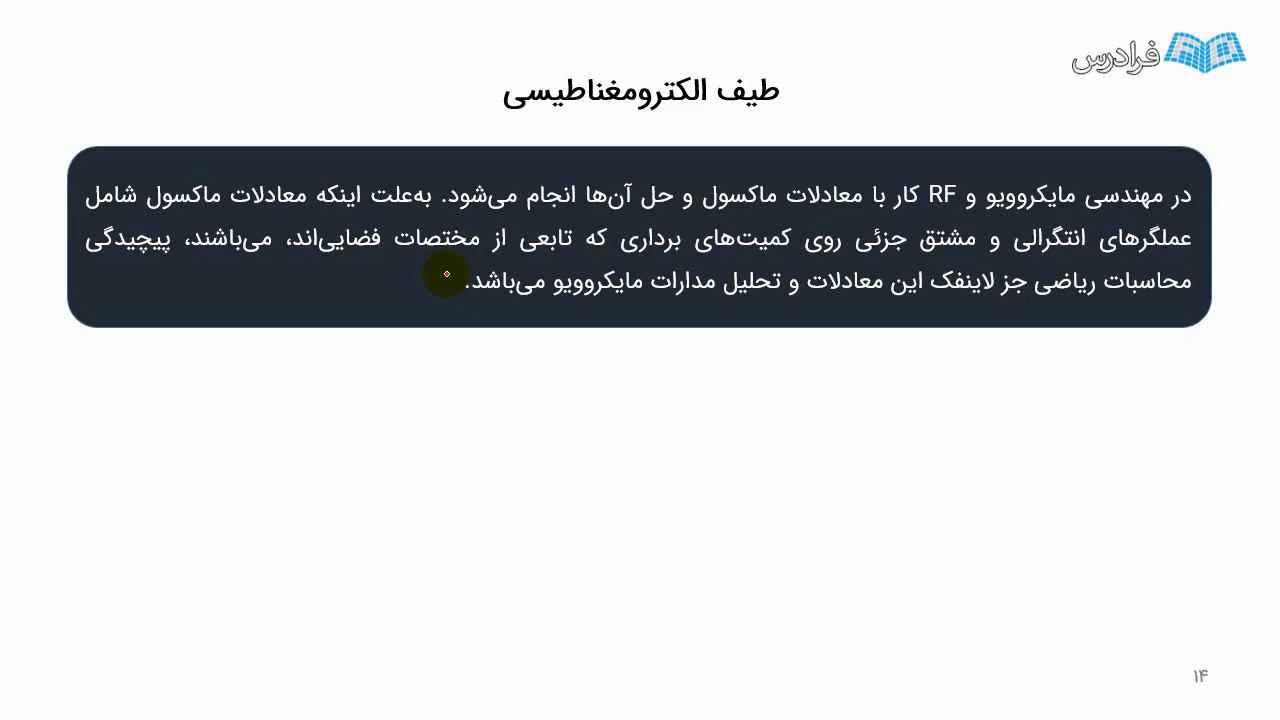 فرادرس
طیف الکترومغناطیسی
در مهندسی مایکروویو و RF کار با معادلات ماکسول و حل آن‌ها انجام می‌شود. به‌علت اینکه معادلات ماکسول شامل
عملگرهای انتگرالی و مشتق جزئی روی کمیت‌های برداری که تابعی از مختصات فضایی‌اند، می‌باشند، پیچیدگی
محاسبات ریاضی جز لاینفک این معادلات و تحلیل مدارات مایکروویو می‌باشد.
۱۴